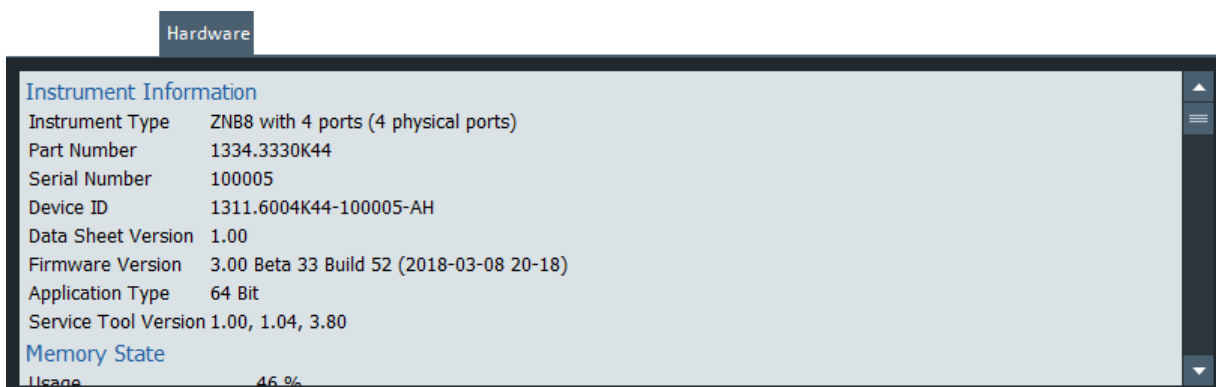 Hardware
Instrument Information
Instrument Type ZNB8 with 4 ports (4 physical ports)
Part Number 1334.3330K44
Serial Number 100005
Device ID 1311.6004K44-100005-AH
Data Sheet Version 1.00
Firmware Version 3.00 Beta 33 Build 52 (2018-03-08 20-18)
Application Type 64 Bit
Service Tool Version 1.00, 1.04, 3.80
Memory State
Usage 46 %